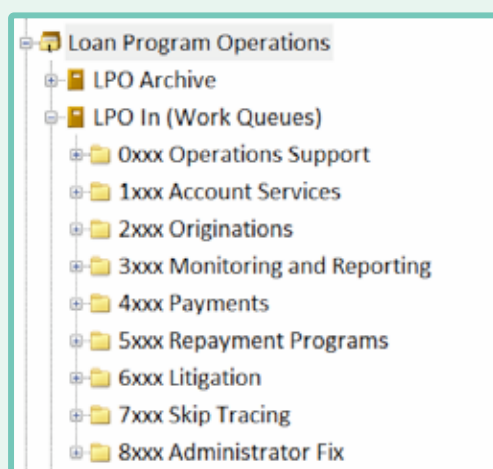 Loan Program Operations
LPO Archive
LPO In (Work Queues)
0xxx Operations Support
1xxx Account Services
2xxx Originations
3xxx Monitoring and Reporting
4xxx Payments
5xxx Repayment Programs
6xxx Litigation
7xxx Skip Tracing
8xxx Administrator Fix